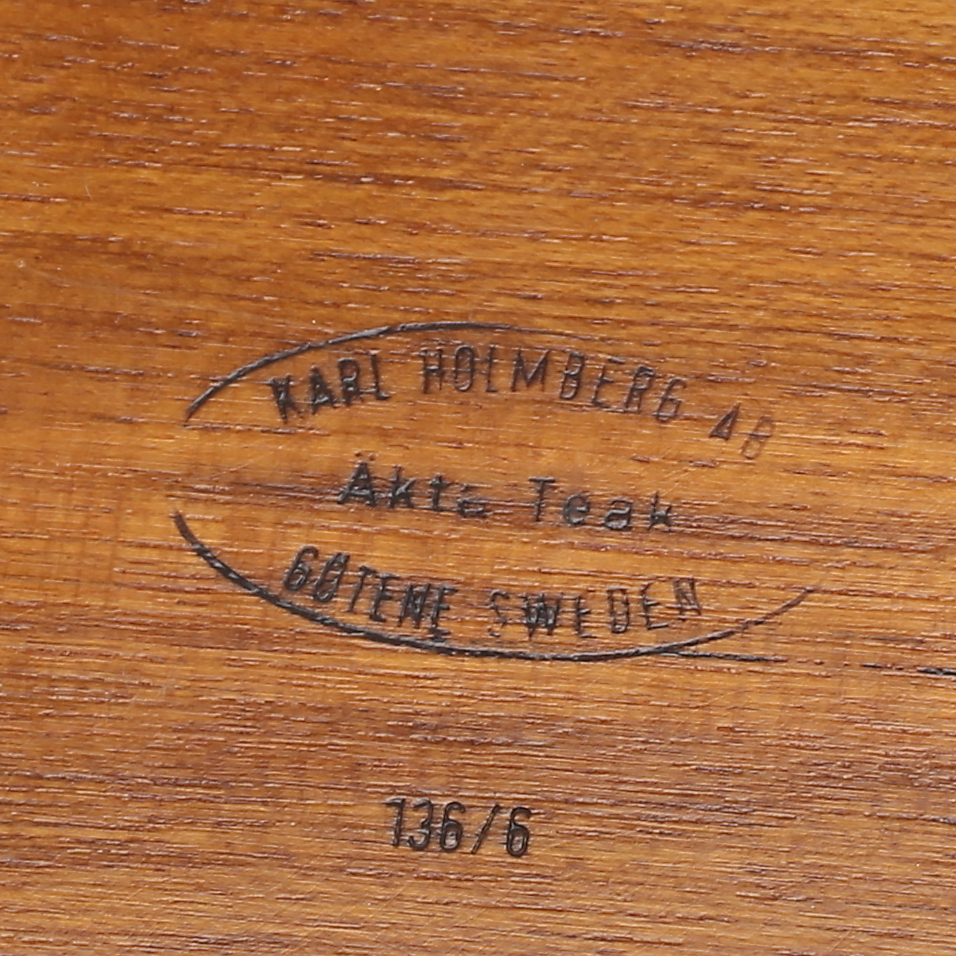 KARL HOLMBERG AB
Äkta Teak
GÖTENE SWEDEN
136/6